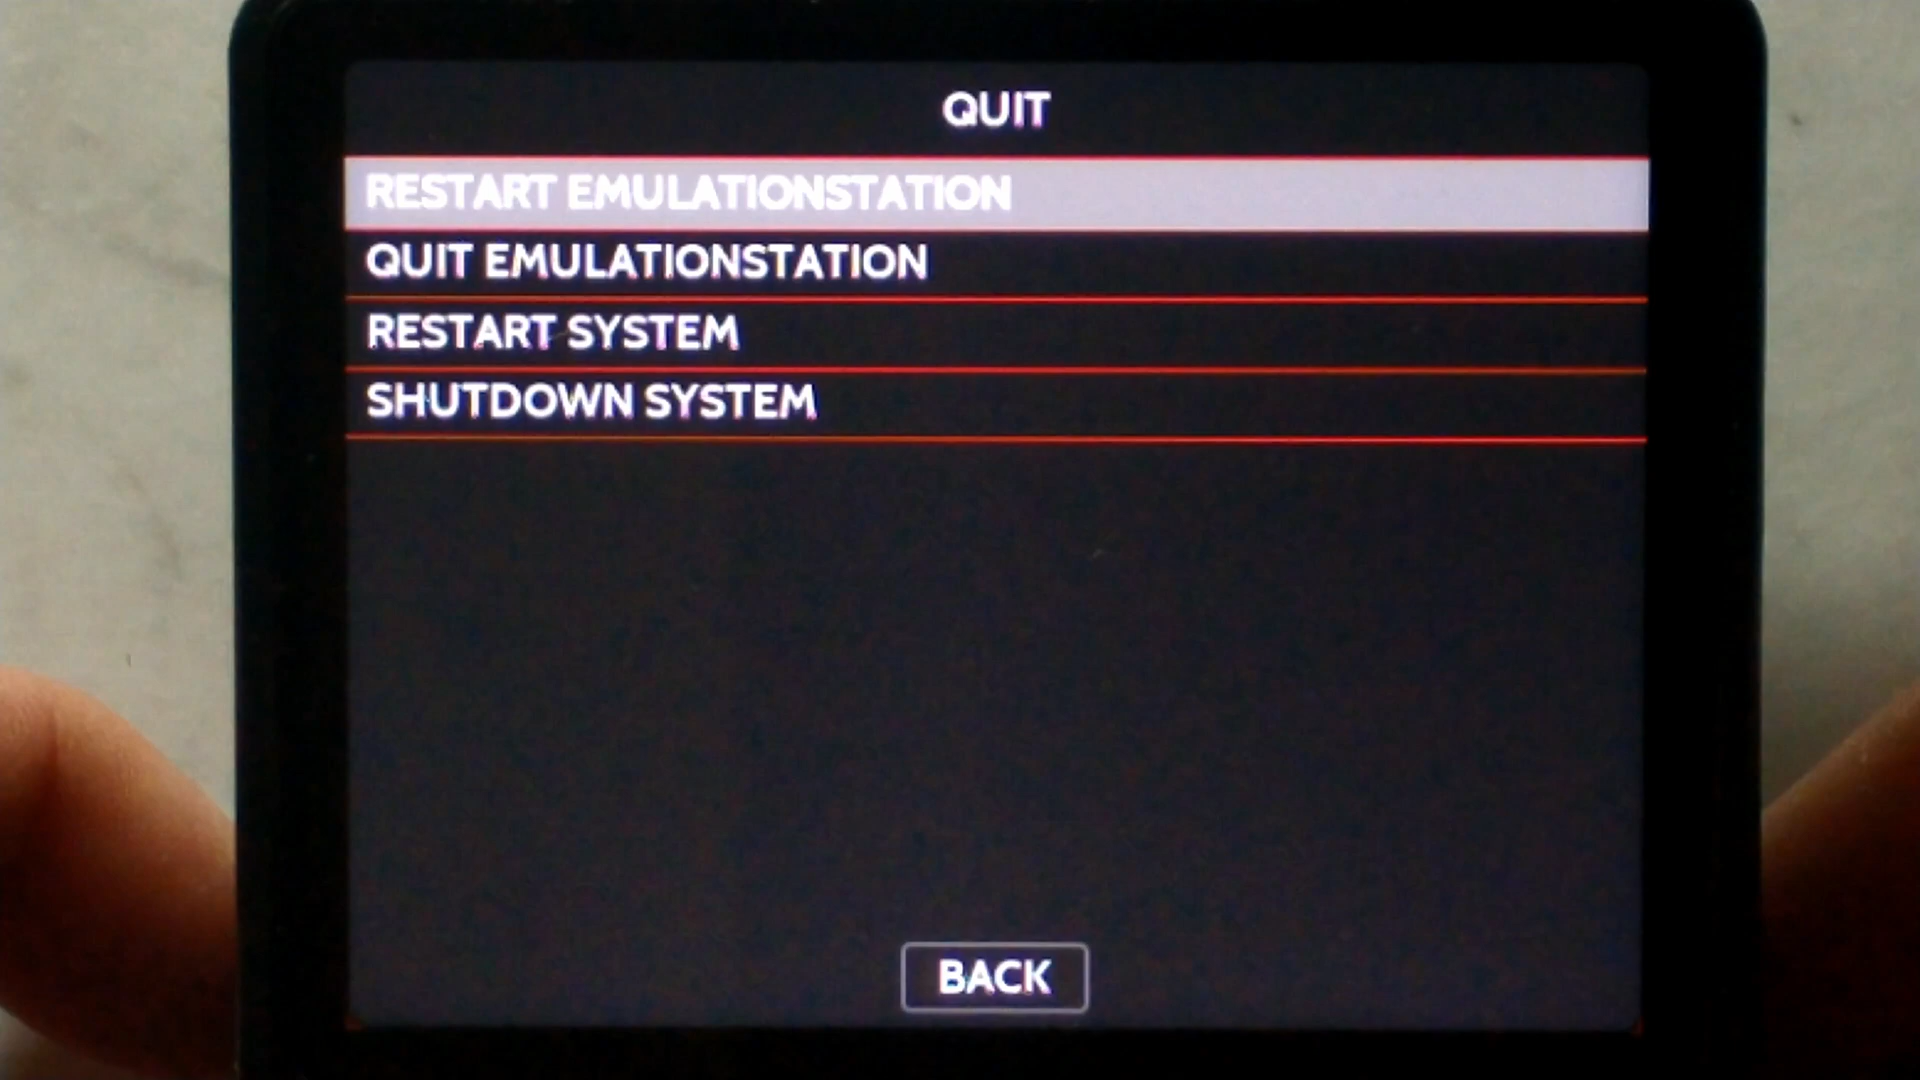 QUIT
RESTART EMULATIONSTATION
QUIT EMULATIONSTATION
RESTART SYSTEM
SHUTDOWN SYSTEM
BACK